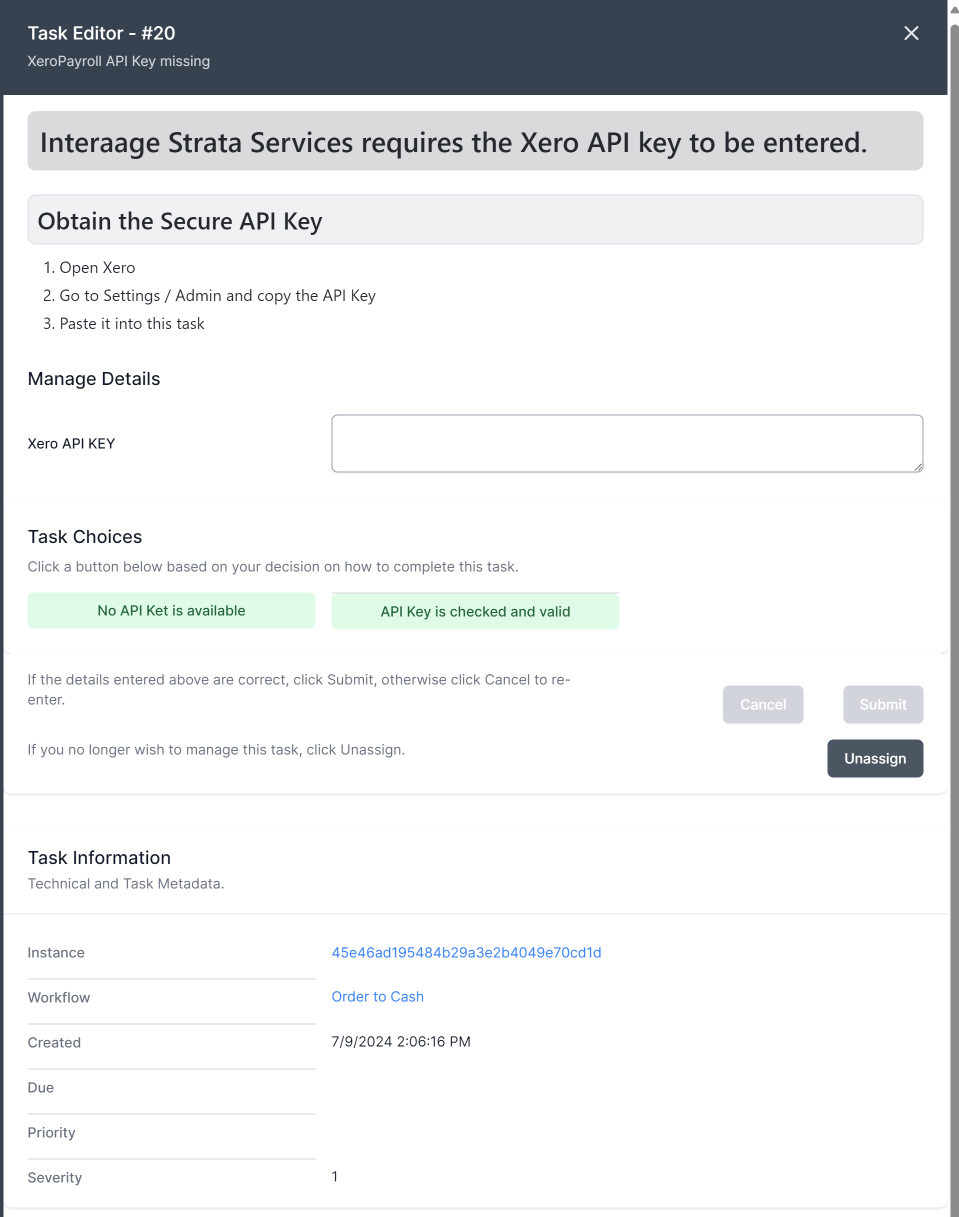 Task Editor - #20
XeroPayroll API Key missing
Interaage Strata Services requires the Xero API key to be entered.
Obtain the Secure API Key
1. Open Xero
2. Go to Settings / Admin and copy the API Key
3. Paste it into this task
Manage Details
Xero API KEY
Task Choices
Click a button below based on your decision on how to complete this task.
No API Ket is available
API Key is checked and valid
If the details entered above are correct, click Submit, otherwise click Cancel to re-
enter.
Cancel
Submit
If you no longer wish to manage this task, click Unassign.
Unassign
Task Information
Technical and Task Metadata.
Instance
45e46ad195484b29a3e2b4049e70cd1d
Workflow
Order to Cash
Created
7/9/2024 2:06:16 PM
Due
Priority
Severity
1